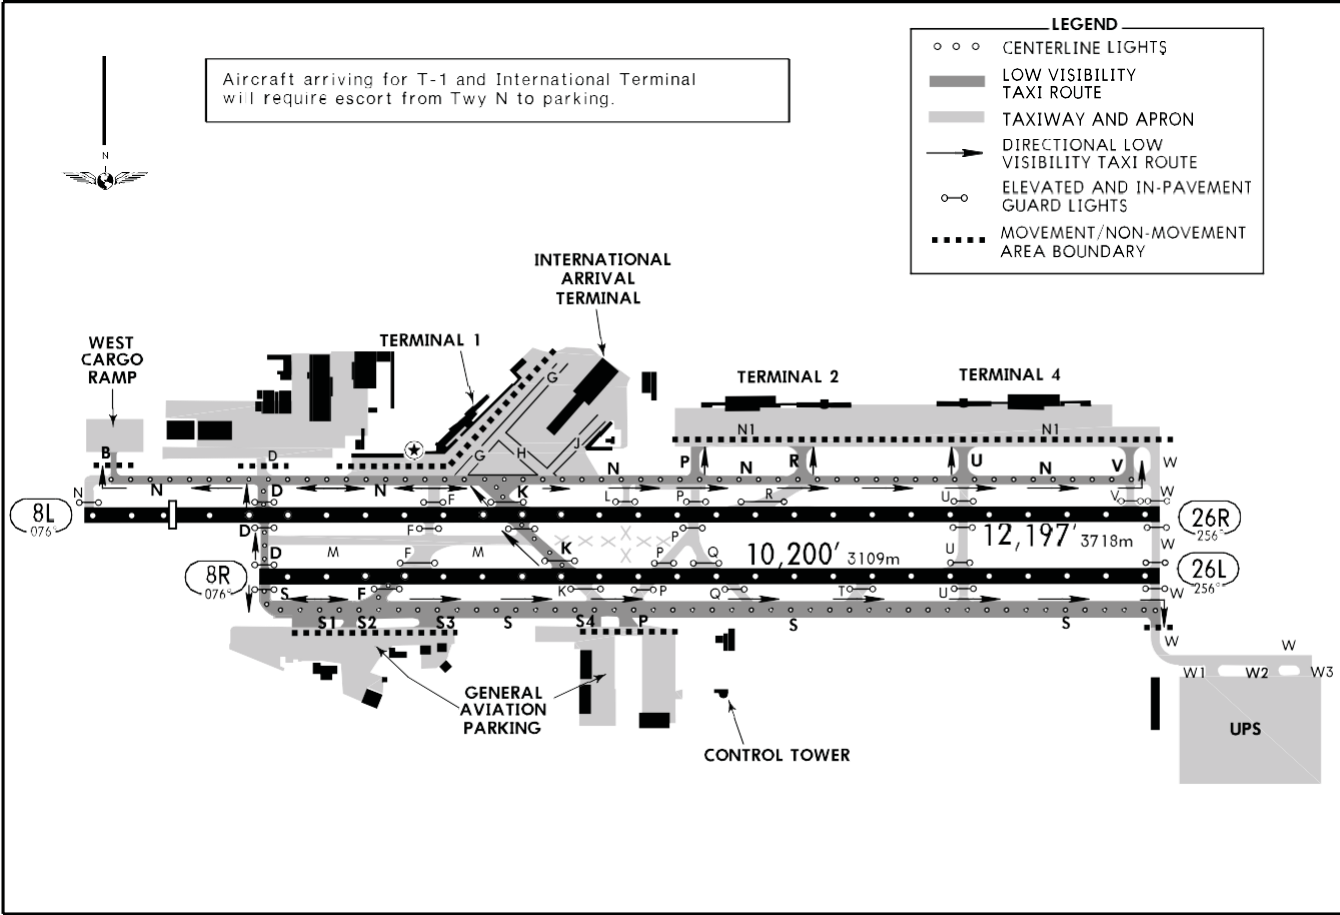 LEGEND
CENTERLINE LIGHTS
LOW VISIBILITY
TAXI ROUTE
TAXIWAY AND APRON
DIRECTIONAL LOW
VISIBILITY TAXI ROUTE
ELEVATED AND IN-PAVEMENT
GUARD LIGHTS
MOVEMENT/NON-MOVEMENT
AREA BOUNDARY
Aircraft arriving for T-1 and International Terminal
will require escort from Twy N to parking.
N
INTERNATIONAL
ARRIVAL
TERMINAL
WEST
CARGO
RAMP
TERMINAL 1
TERMINAL 2
TERMINAL 4
G
N1
N1
B
D
G
H
J
N
P
N
R
U
N
V
W
N
N
D
N
F
K
L
P
R
U
V
W
8L
076°
26R
256°
D
F
P
12,197' 3718m
W
D
M
F
M
K
P
Q
10,200' 3109m
U
8R
076°
26L
256°
S
F
K
P
Q
T
U
W
S1
S2
S3
S
S4
P
S
S
W
W
W1
W2
W3
GENERAL
AVIATION
PARKING
UPS
CONTROL TOWER